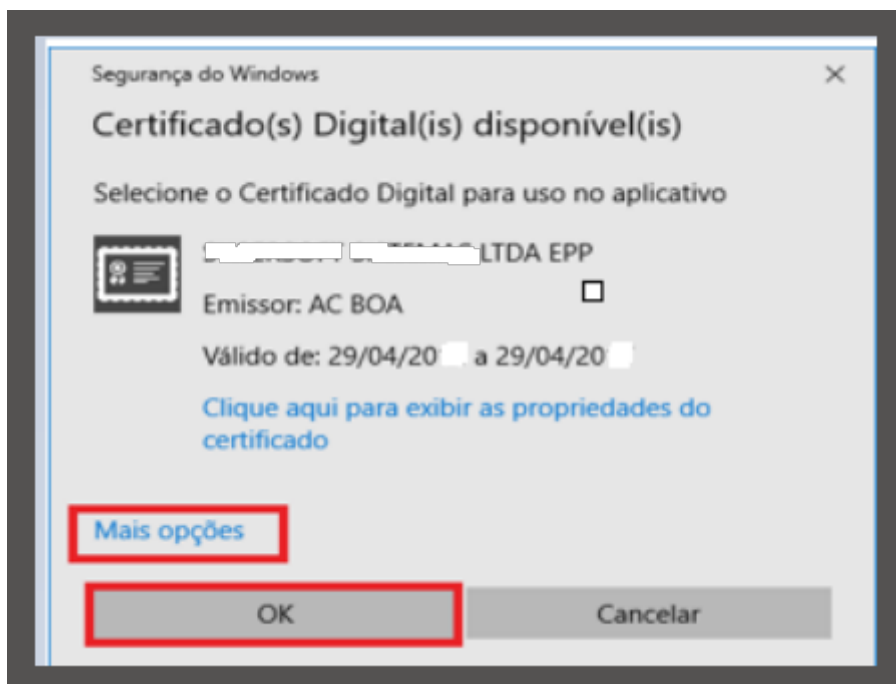 Segurança do Windows
Certificado(s) Digital(is) disponível(is)
Selecione o Certificado Digital para uso no aplicativo
LTDA EPP
Emissor: AC BOA
Válido de: 29/04/20 a 29/04/20
Clique aqui para exibir as propriedades do
certificado
Mais opções
OK
Cancelar